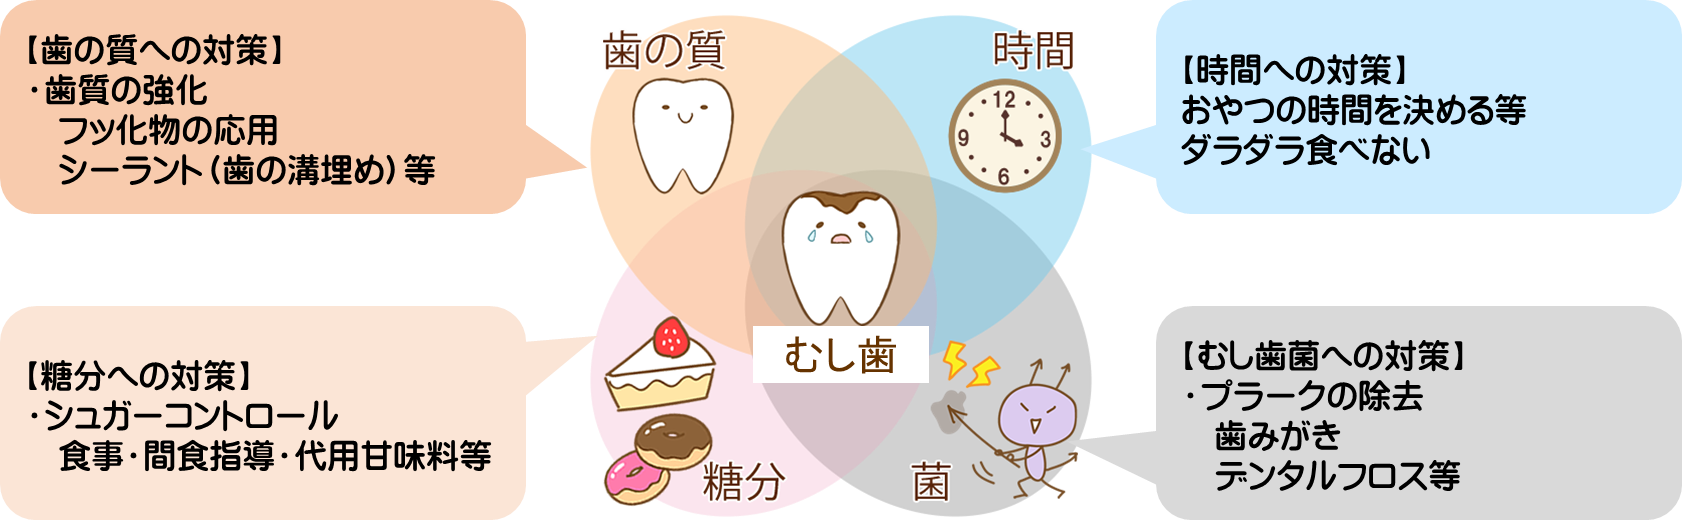 【歯の質への対策】
・歯質の強化
フッ化物の応用
シーラント(歯の溝埋め)等
歯の質
時間
12
3
6
9
【時間への対策】
おやつの時間を決める等
ダラダラ食べない
むし歯
【糖分への対策】
・シュガーコントロール
食事・間食指導・代用甘味料等
糖分
菌
【むし歯菌への対策】
・プラークの除去
歯みがき
デンタルフロス等